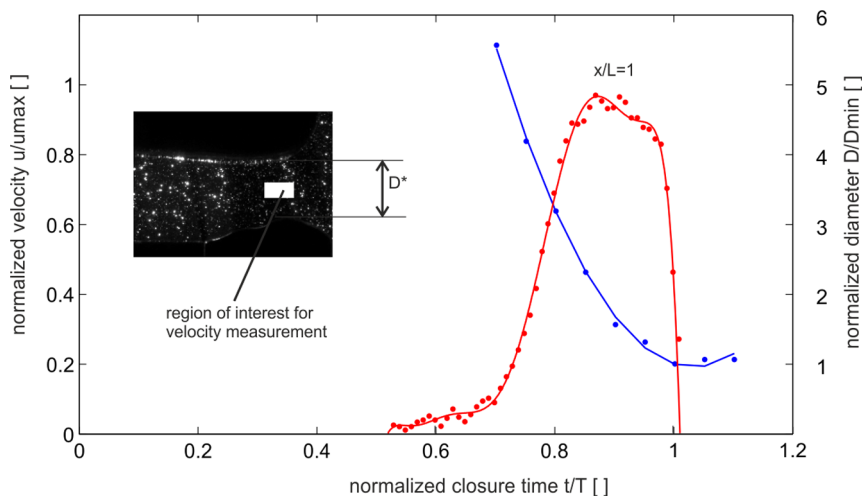 6
x/L=1
1
5
0.8
4
D*
0.6
3
0.4
2
region of interest for
velocity measurement
0.2
1
0
0
0.2
0.4
0.6
0.8
1
1.2
normalized velocity u/umax [ ]
normalized diameter D/Dmin [ ]
normalized closure time t/T [ ]